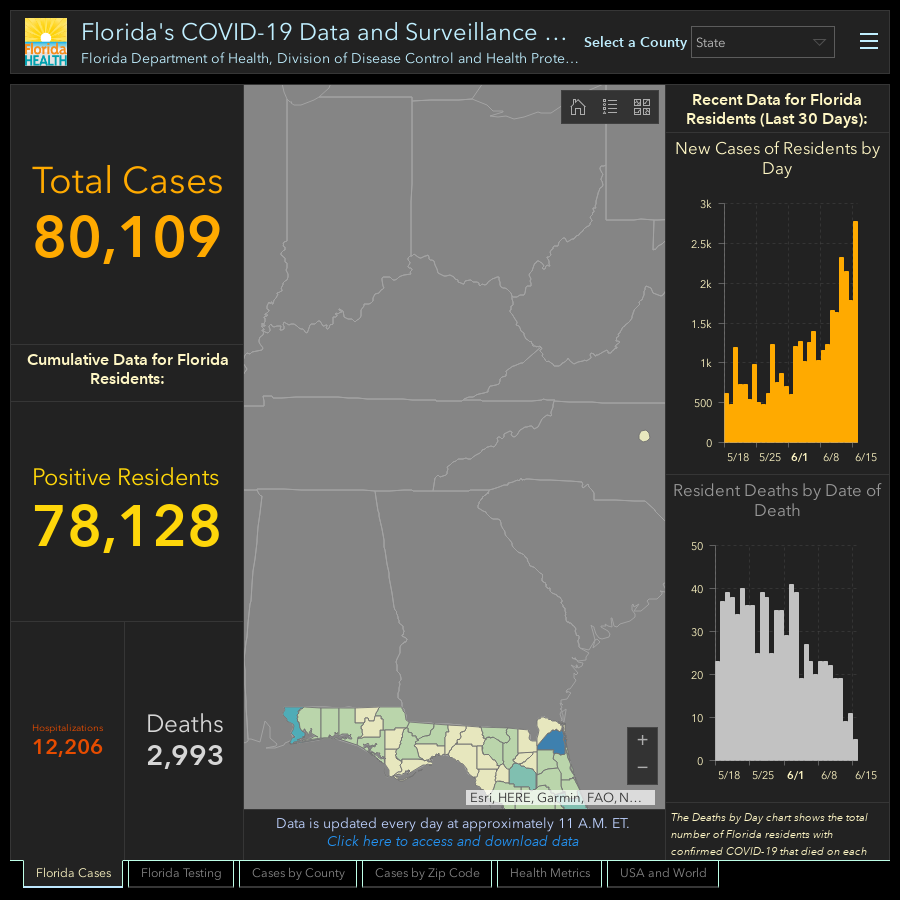 Florida
HEALTH
Florida's COVID-19 Data and Surveillance ...
Florida Department of Health, Division of Disease Control and Health Prote...
Select a County
State
Total Cases
80,109
Cumulative Data for Florida
Residents:
Positive Residents
78,128
Hospitalizations
12,206
Deaths
2,993
+
−
Esri, HERE, Garmin, FAO, N...
Data is updated every day at approximately 11 A.M. ET.
Click here to access and download data
Recent Data for Florida
Residents (Last 30 Days):
New Cases of Residents by
Day
3k
2.5k
2k
1.5k
1k
500
0
5/18 5/25 6/1 6/8 6/15
Resident Deaths by Date of
Death
50
40
30
20
10
0
5/18 5/25 6/1 6/8 6/15
The Deaths by Day chart shows the total
number of Florida residents with
confirmed COVID-19 that died on each
Florida Cases
Florida Testing
Cases by County
Cases by Zip Code
Health Metrics
USA and World